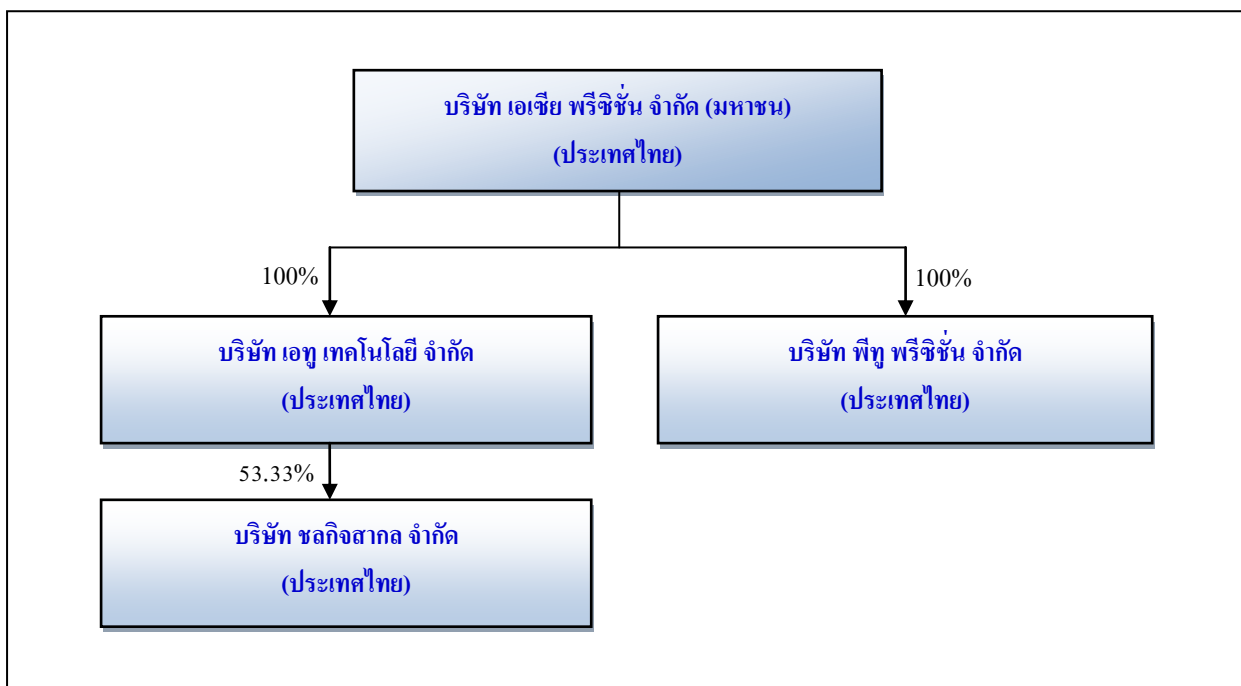 บริษัท เอเชีย พรีซิชั่น จำกัด (มหาชน)
(ประเทศไทย)
100%
100%
บริษัท เอทู เทคโนโลยี จำกัด
(ประเทศไทย)
บริษัท พีทู พรีซิชั่น จำกัด
(ประเทศไทย)
53.33%
บริษัท ชลกิจสากล จำกัด
(ประเทศไทย)